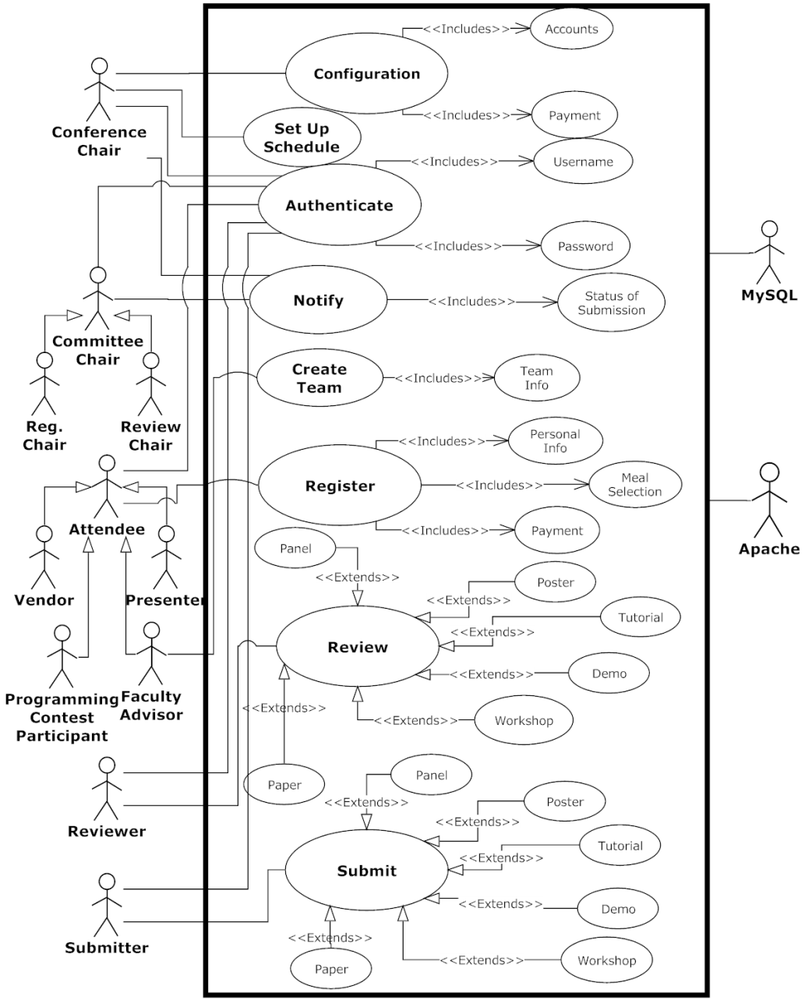 <<Includes>>
Accounts
Configuration
<<Includes>>
Payment
Conference
Chair
Set Up
Schedule
<<Includes>>
Username
Authenticate
<<Includes>>
Password
MySQL
Notify
<<Includes>>
Status of
Submission
Committee
Chair
Create
Team
<<Includes>>
Team
Info
Reg.
Chair
Review
Chair
<<Includes>>
Personal
Info
Register
<<Includes>>
Meal
Selection
Attendee
<<Includes>>
Payment
Apache
Panel
<<Extends>>
Poster
Vendor
Presenter
<<Extends>>
Tutorial
<<Extends>>
Review
<<Extends>>
Demo
Programming
Contest
Participant
Faculty
Advisor
<<Extends>>
<<Extends>>
Workshop
Paper
Panel
<<Extends>>
Poster
<<Extends>>
Reviewer
Tutorial
<<Extends>>
Submit
<<Extends>>
Demo
Submitter
<<Extends>>
Paper
<<Extends>>
Workshop